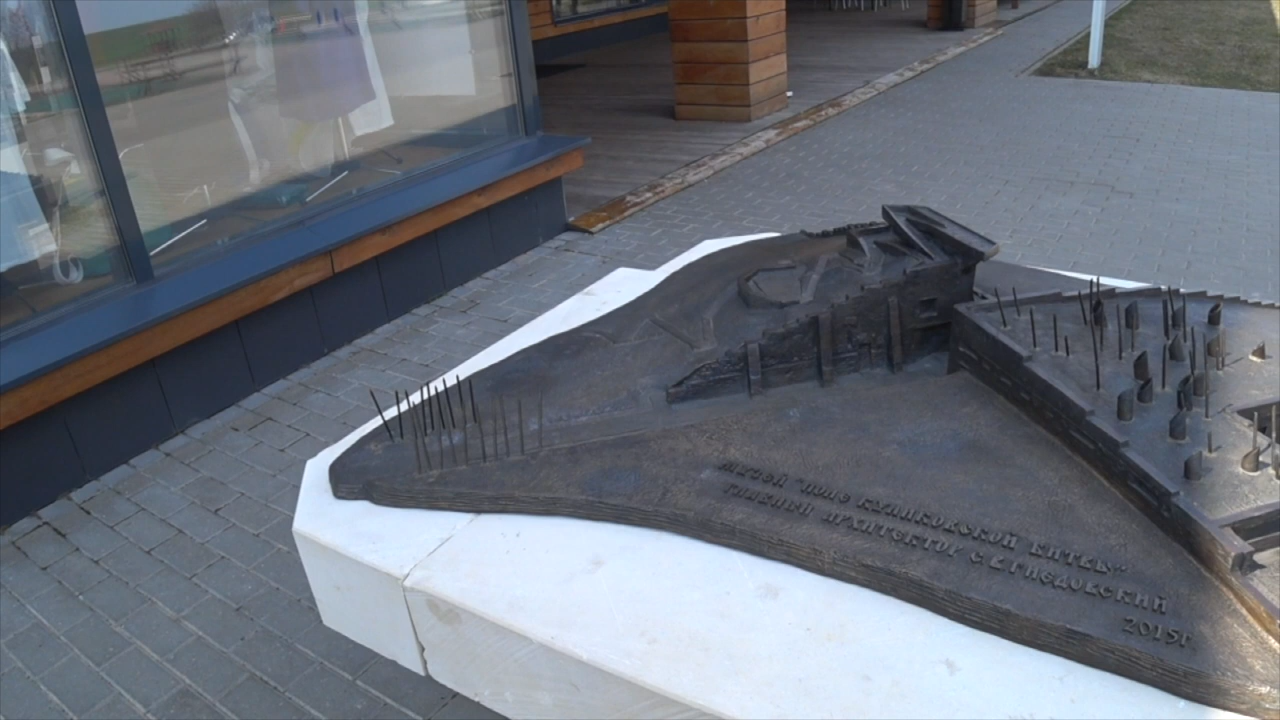 МУЗЕЙ "ПОЛЕ КУЛИКОВСКОЙ БИТВЫ"
ГЛАВНЫЙ АРХИТЕКТОР С.В ГНЕДОВСКИЙ
2015г